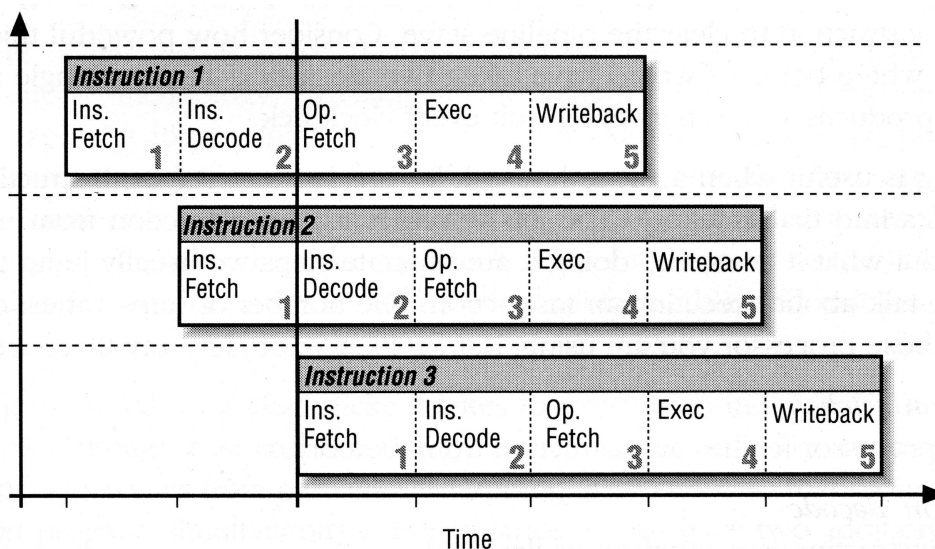 Instruction 1
Ins. Fetch 1
Ins. Decode 2
Op. Fetch 3
Exec 4
Writeback 5
Instruction 2
Ins. Fetch 1
Ins. Decode 2
Op. Fetch 3
Exec 4
Writeback 5
Instruction 3
Ins. Fetch 1
Ins. Decode 2
Op. Fetch 3
Exec 4
Writeback 5
Time